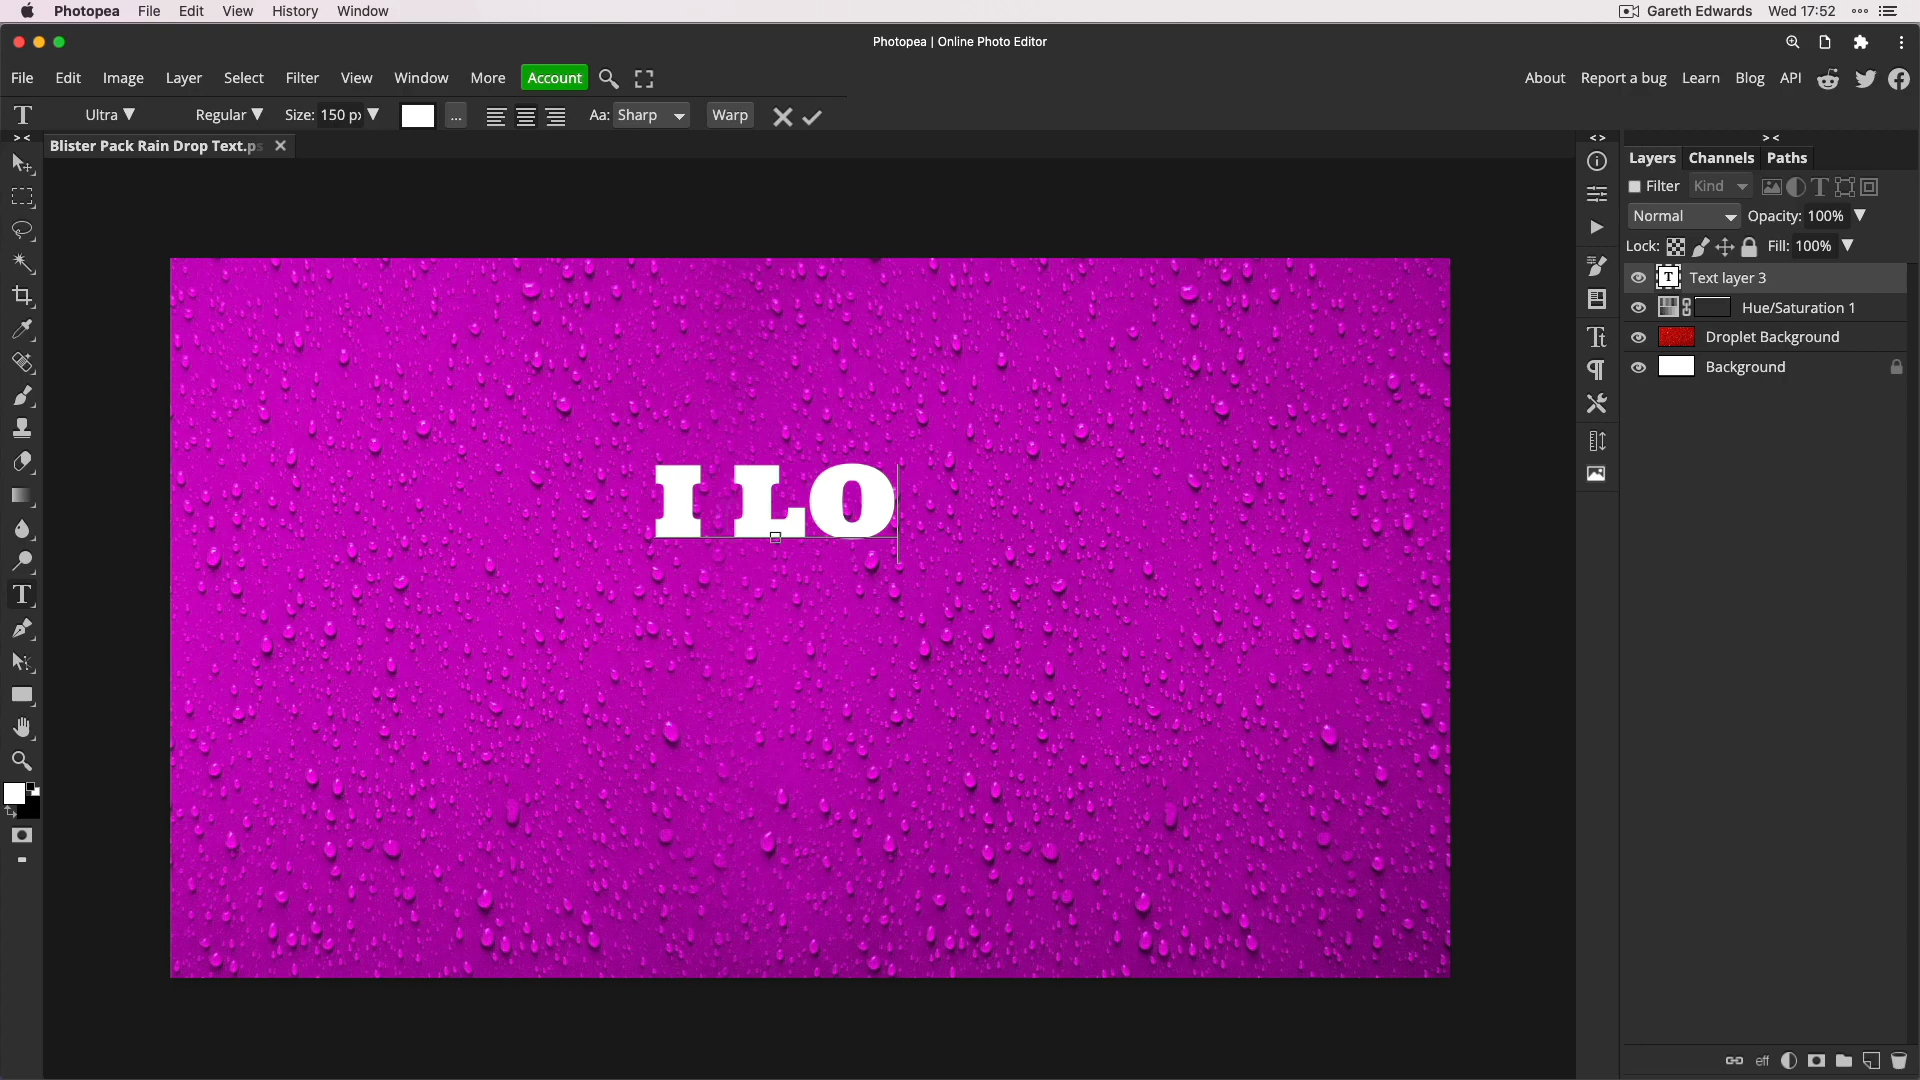 Photopea File Edit View History Window Gareth Edwards Wed 17:52
Photopea | Online Photo Editor
File Edit Image Layer Select Filter View Window More Account About Report a bug Learn Blog API
T Ultra Regular Size: 150 px ... Aa: Sharp Warp
Blister Pack Rain Drop Text.ps
Layers Channels Paths
Filter Kind
Normal Opacity: 100%
Lock: Fill: 100%
T Text layer 3
Hue/Saturation 1
Droplet Background
Background
I LO
eff